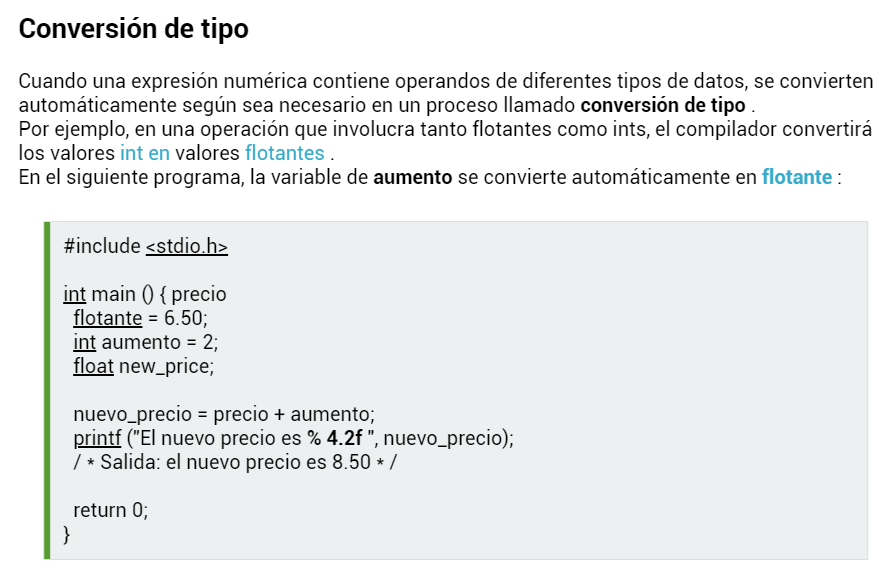 Conversión de tipo
Cuando una expresión numérica contiene operandos de diferentes tipos de datos, se convierten
automáticamente según sea necesario en un proceso llamado conversión de tipo .
Por ejemplo, en una operación que involucra tanto flotantes como ints, el compilador convertirá
los valores int en valores flotantes .
En el siguiente programa, la variable de aumento se convierte automáticamente en flotante :
#include <stdio.h>
int main () { precio
flotante = 6.50;
int aumento = 2;
float new_price;
nuevo_precio = precio + aumento;
printf ("El nuevo precio es % 4.2f ", nuevo_precio);
/ * Salida: el nuevo precio es 8.50 * /
return 0;
}